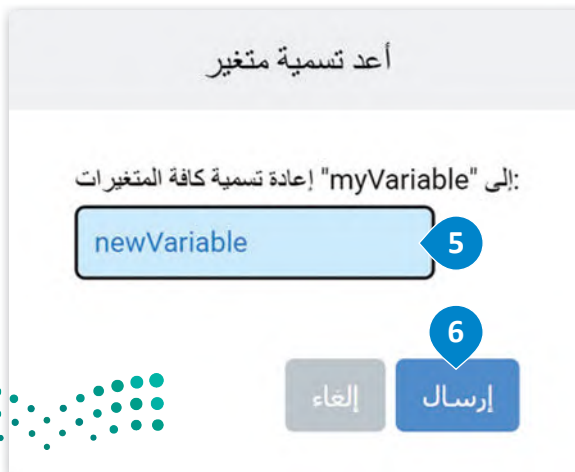 أعد تسمية متغير
:إلى "myVariable" إعادة تسمية كافة المتغيرات
newVariable
5
6
إرسال
إلغاء